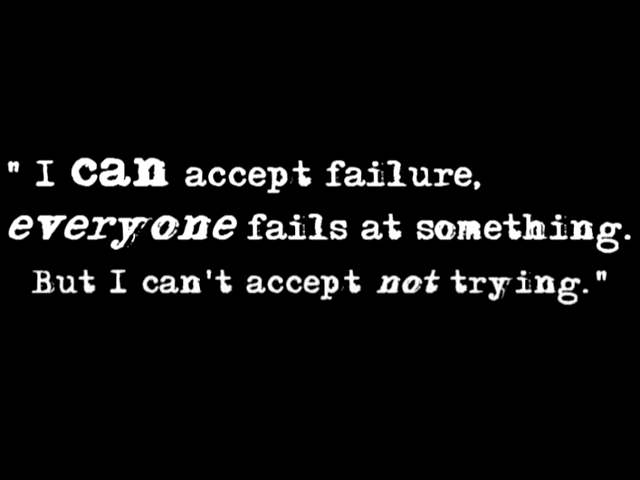 " I can accept failure,
everyone fails at something.
But I can't accept not trying."